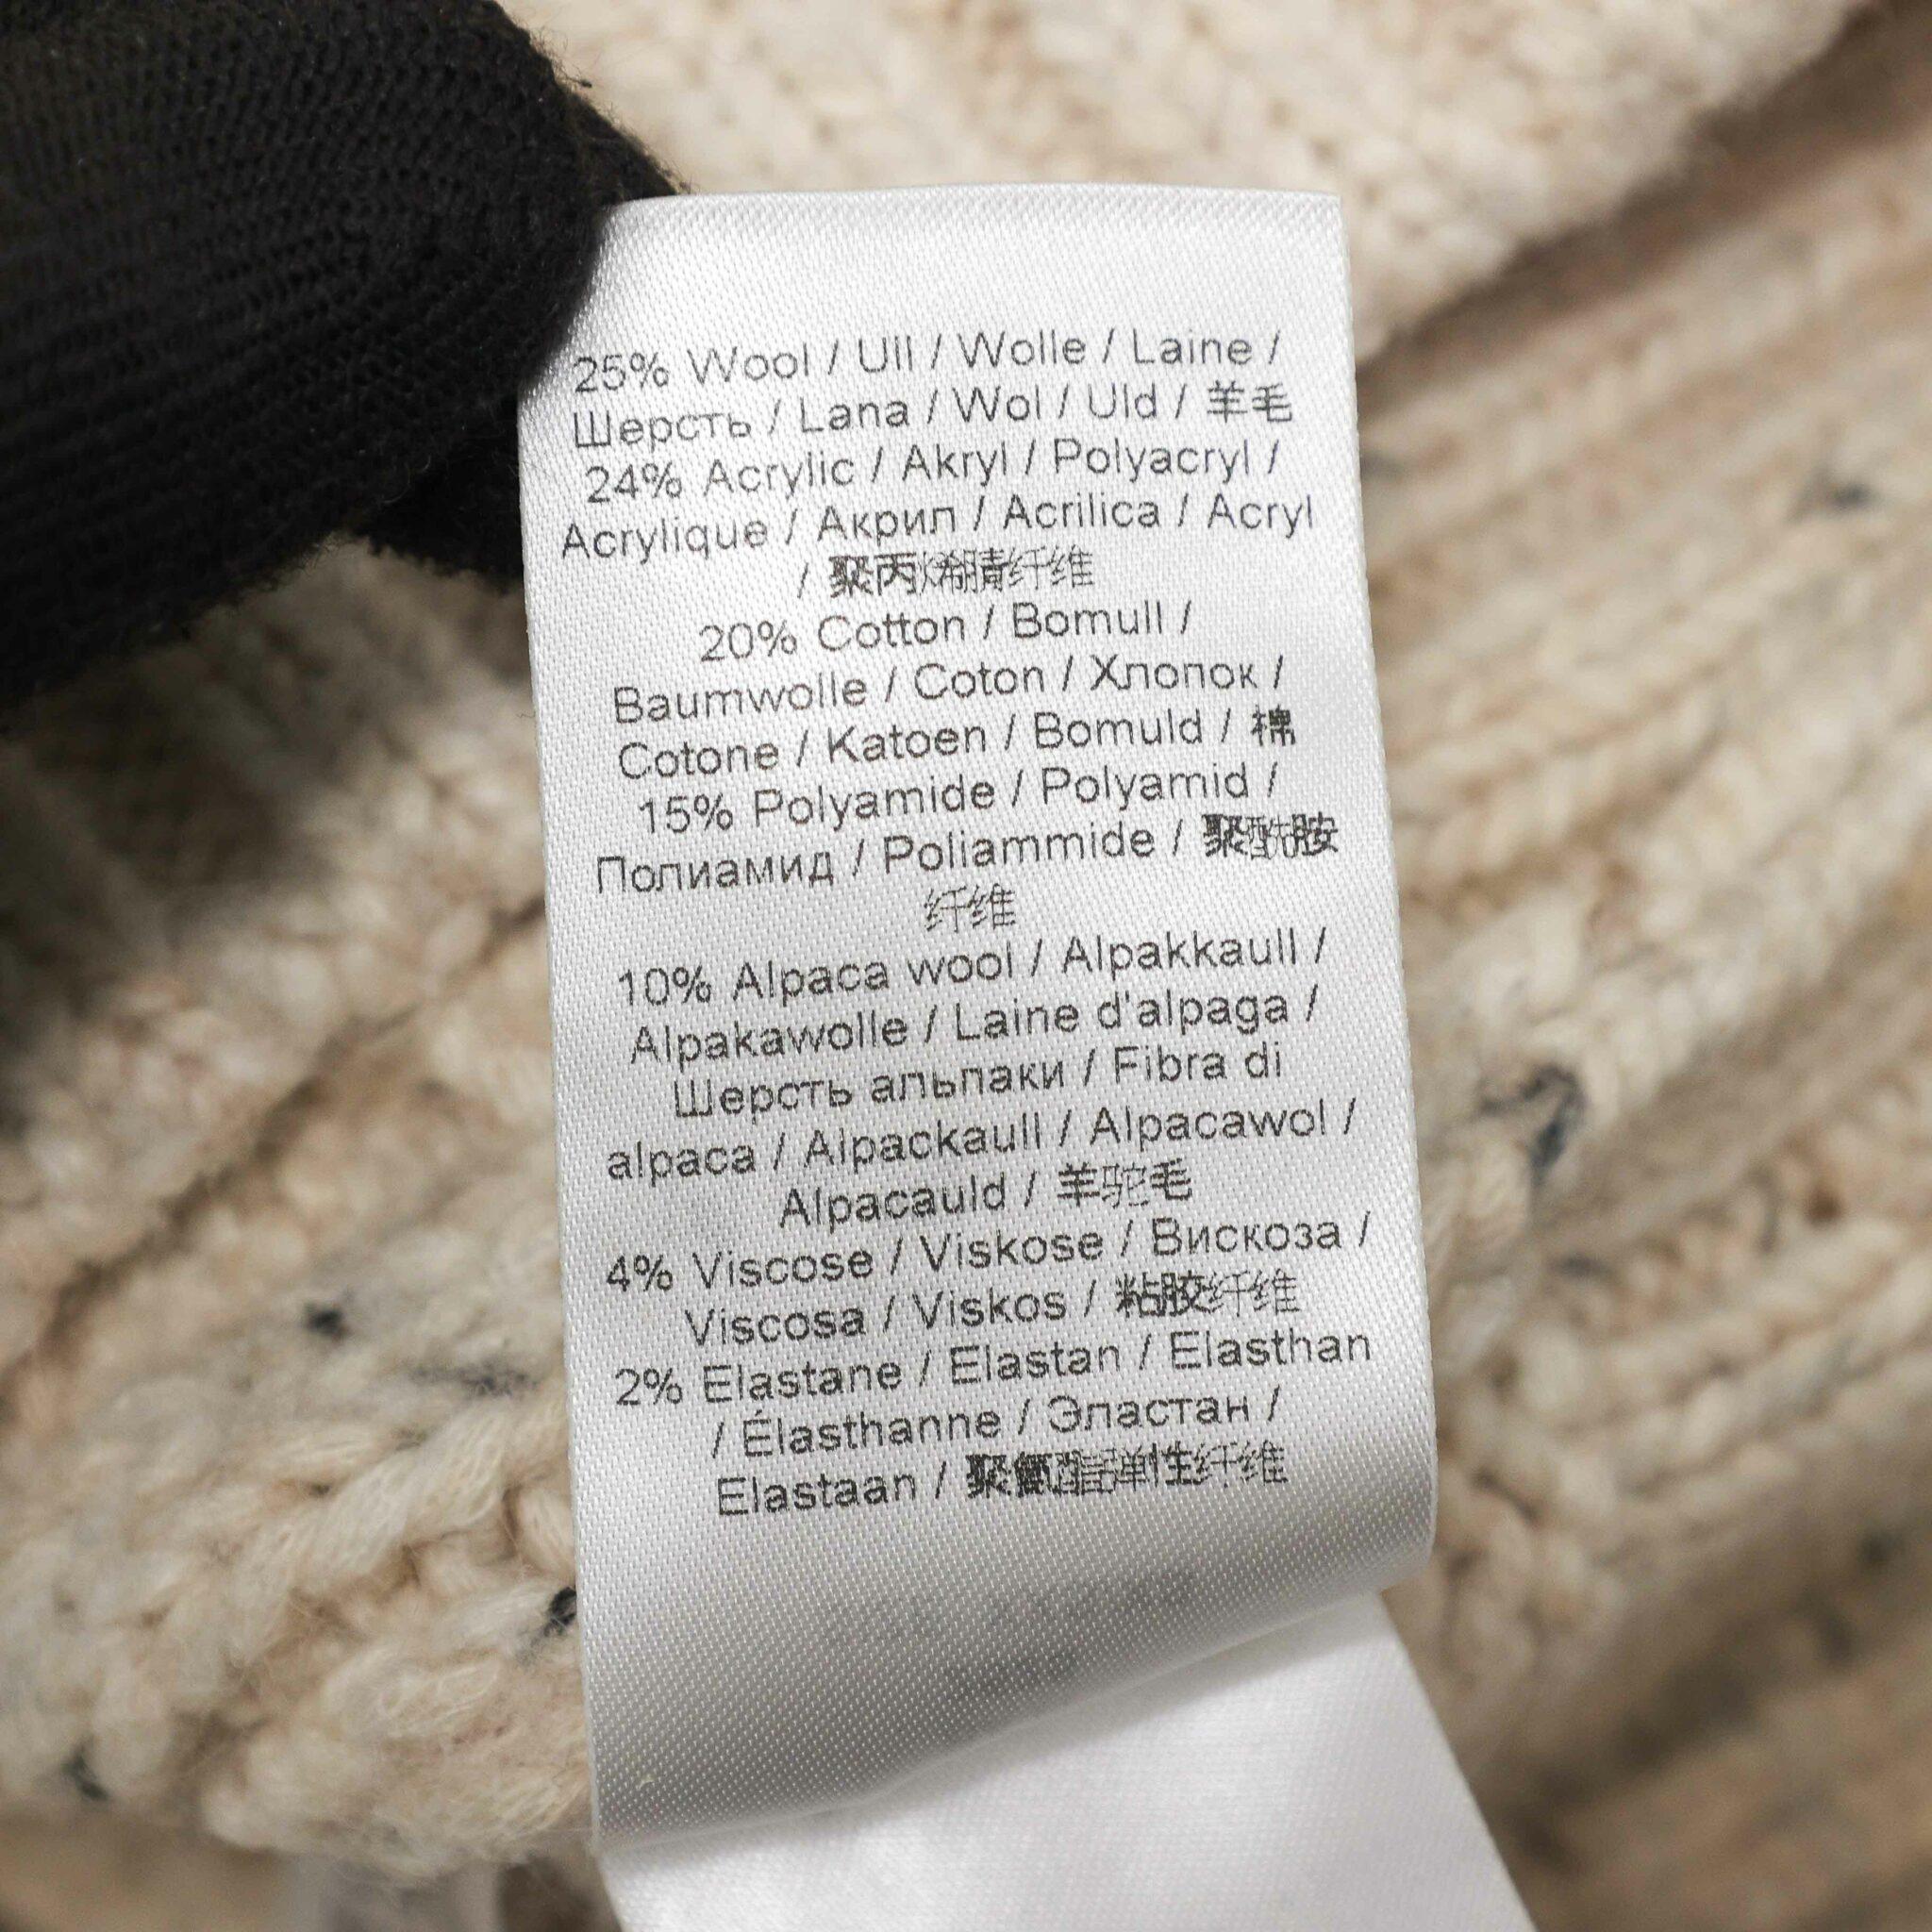 25% Wool / Ull / Wolle / Laine /
Шерсть / Lana / Wol / Uld / 羊毛
24% Acrylic / Akryl / Polyacryl /
Acrylique / Акрил / Acrilica / Acryl
/ 聚丙烯腈纤维
20% Cotton / Bomull /
Baumwolle / Coton / Хлопок /
Cotone / Katoen / Bomuld / 棉
15% Polyamide / Polyamid /
Полиамид / Poliammide / 聚酰胺
纤维
10% Alpaca wool / Alpakkaull /
Alpakawolle / Laine d'alpaga /
Шерсть альпаки / Fibra di
alpaca / Alpackaull / Alpacawol /
Alpacauld / 羊驼毛
4% Viscose / Viskose / Вискоза /
Viscosa / Viskos / 粘胶纤维
2% Elastane / Elastan / Elasthan
/ Élasthanne / Эластан /
Elastaan / 聚氨酯弹性纤维